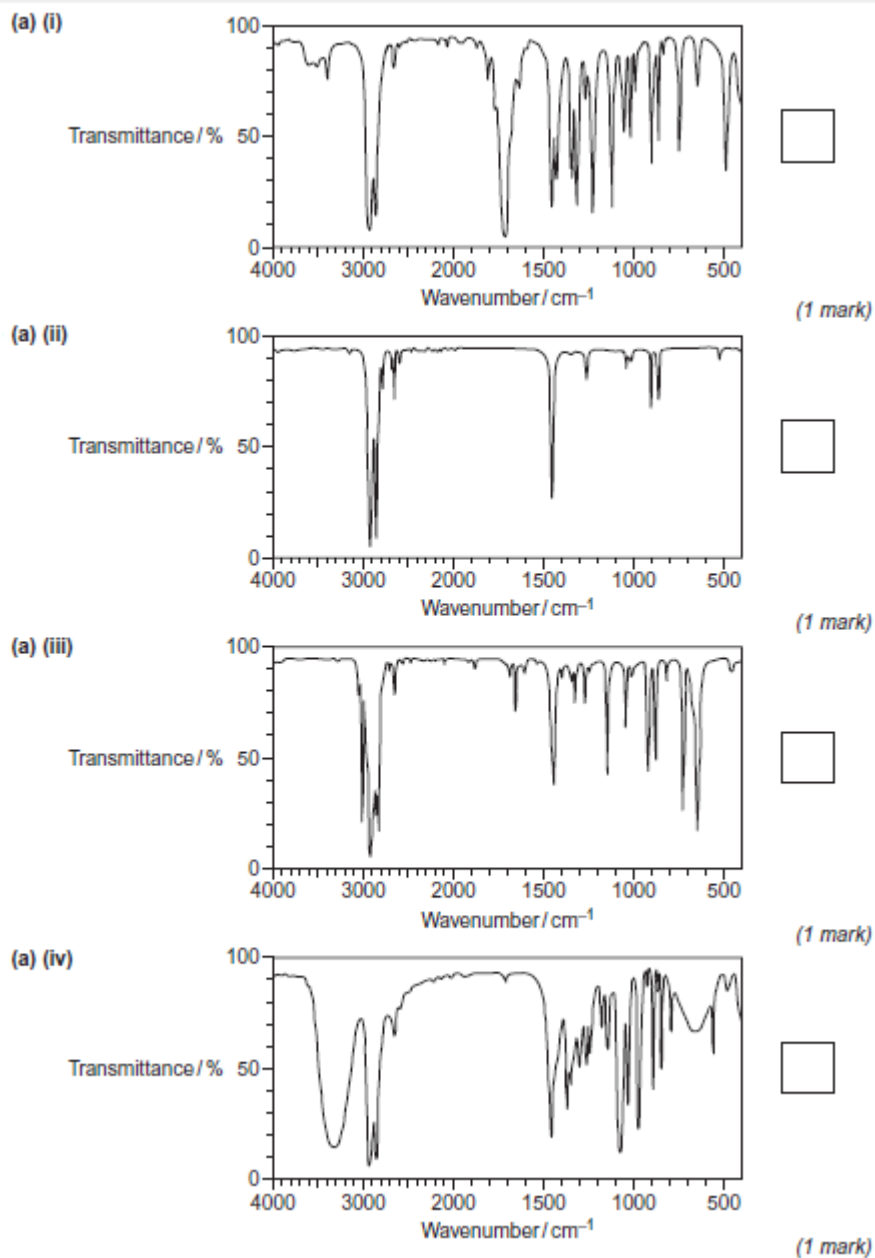 (a) (i)
100
Transmittance / % 50
0
4000 3000 2000 1500 1000 500
Wavenumber / cm–1
(1 mark)
(a) (ii)
100
Transmittance / % 50
0
4000 3000 2000 1500 1000 500
Wavenumber / cm–1
(1 mark)
(a) (iii)
100
Transmittance / % 50
0
4000 3000 2000 1500 1000 500
Wavenumber / cm–1
(1 mark)
(a) (iv)
100
Transmittance / % 50
0
4000 3000 2000 1500 1000 500
Wavenumber / cm–1
(1 mark)